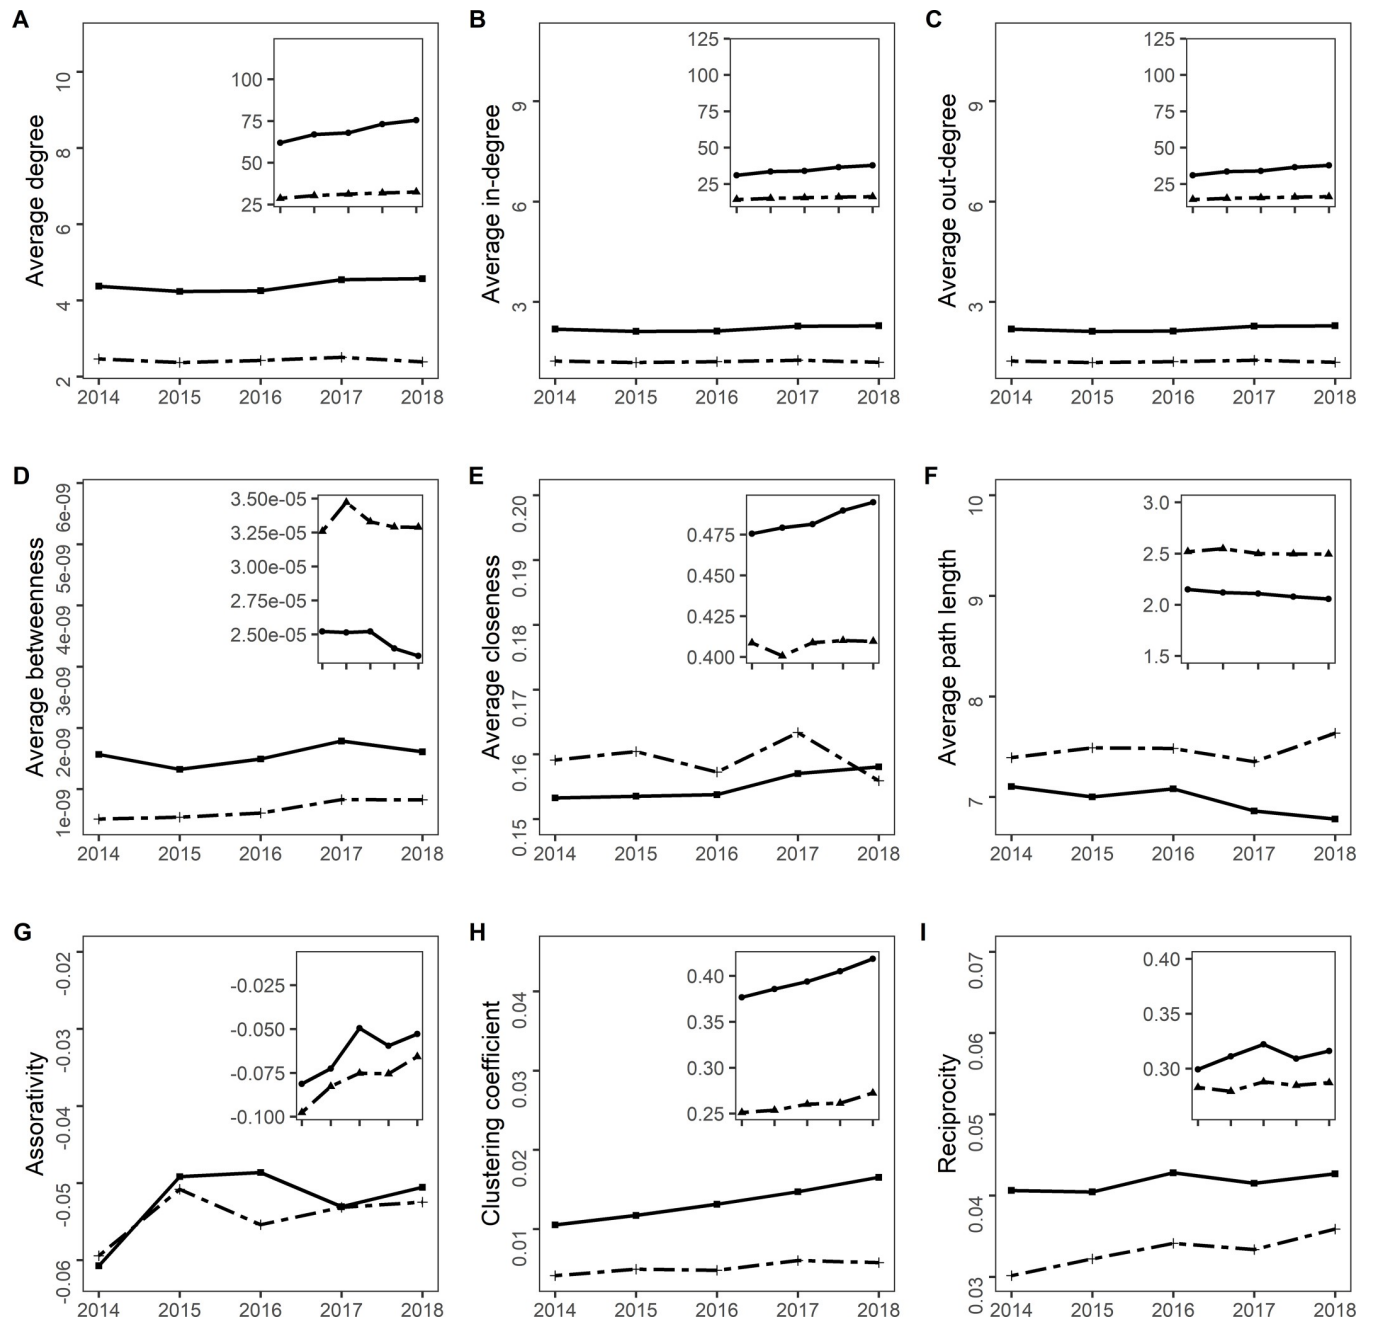 A
Average degree
10
8
6
4
2
100
75
50
25
2014 2015 2016 2017 2018
B
Average in-degree
9
6
3
125
100
75
50
25
2014 2015 2016 2017 2018
C
Average out-degree
9
6
3
125
100
75
50
25
2014 2015 2016 2017 2018
D
Average betweenness
6e-09
5e-09
4e-09
3e-09
2e-09
1e-09
3.50e-05
3.25e-05
3.00e-05
2.75e-05
2.50e-05
2014 2015 2016 2017 2018
E
Average closeness
0.20
0.19
0.18
0.17
0.16
0.15
0.475
0.450
0.425
0.400
2014 2015 2016 2017 2018
F
Average path length
10
9
8
7
3.0
2.5
2.0
1.5
2014 2015 2016 2017 2018
G
Assorativity
-0.02
-0.03
-0.04
-0.05
-0.06
-0.025
-0.050
-0.075
-0.100
2014 2015 2016 2017 2018
H
Clustering coefficient
0.04
0.03
0.02
0.01
0.40
0.35
0.30
0.25
2014 2015 2016 2017 2018
I
Reciprocity
0.07
0.06
0.05
0.04
0.03
0.40
0.35
0.30
2014 2015 2016 2017 2018